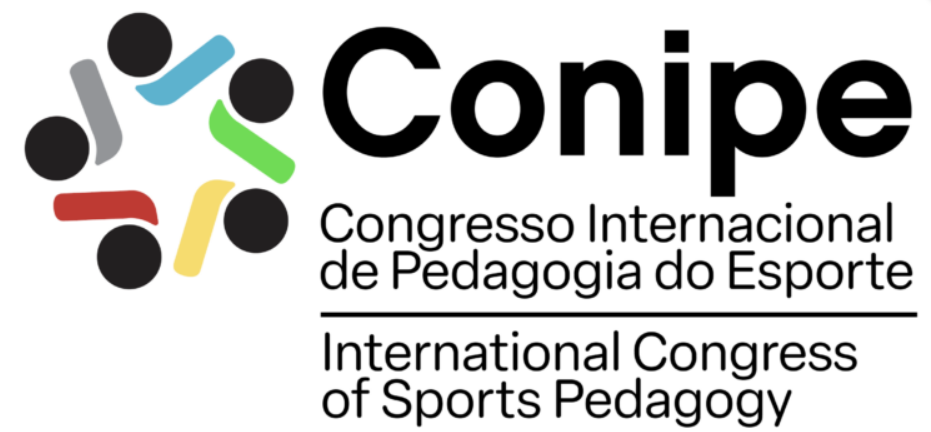 Conipe
Congresso Internacional
de Pedagogia do Esporte
International Congress
of Sports Pedagogy